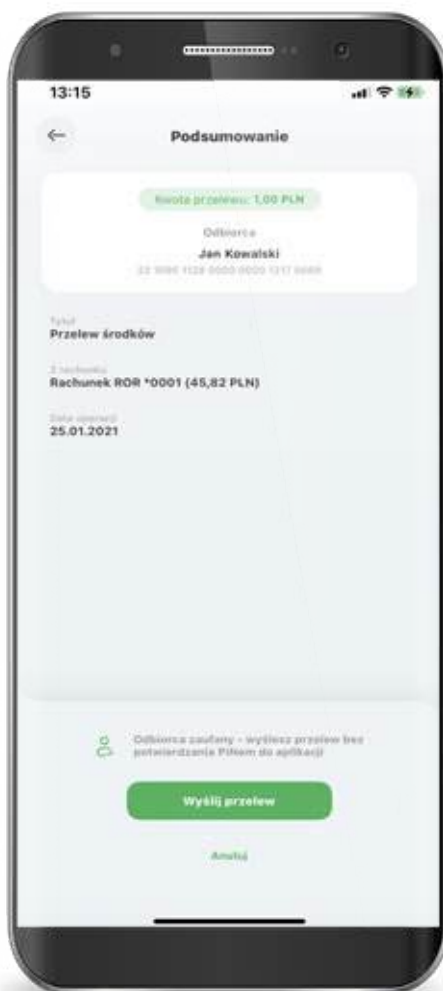 13:15
Podsumowanie
Kwota przelewu: 1,00 PLN
Odbiorca
Jan Kowalski
Tytuł
Przelew środków
Z rachunku
Rachunek ROR *0001 (45,82 PLN)
Data operacji
25.01.2021
Odbiorca zaufany - wyślesz przelew bez
potwierdzania PINem do aplikacji
Wyślij przelew
Anuluj